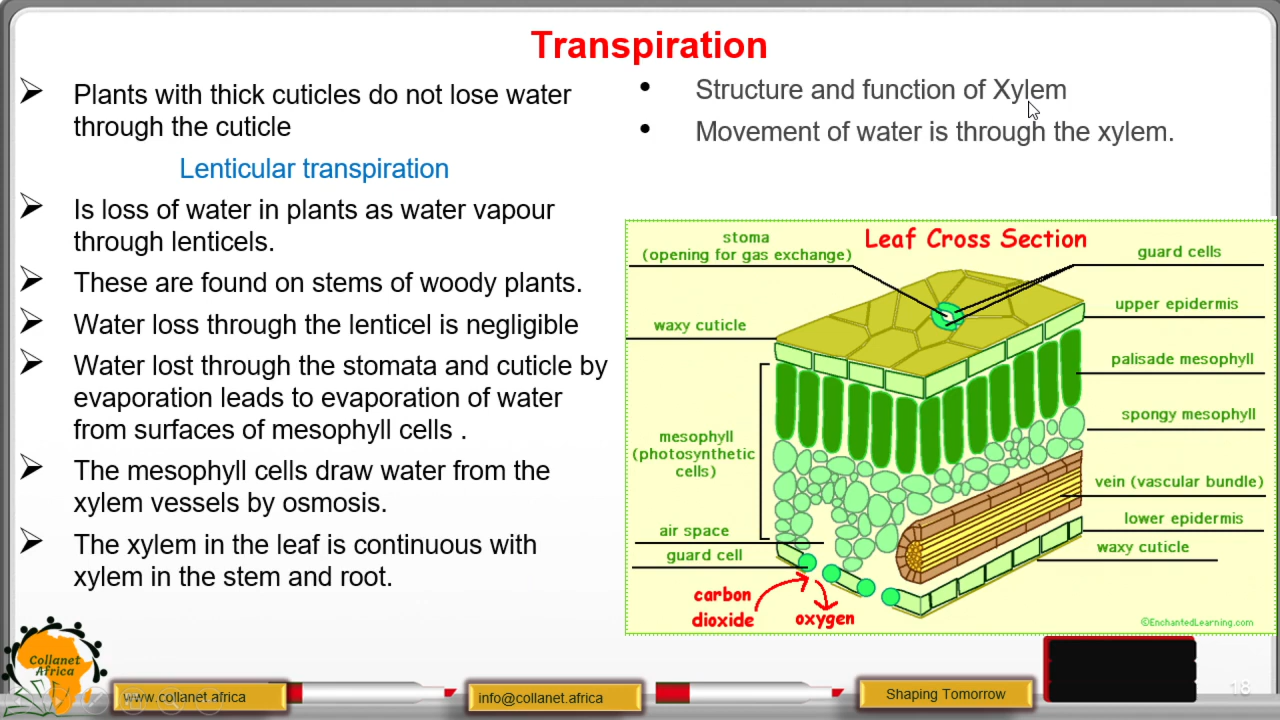 Transpiration
Plants with thick cuticles do not lose water
through the cuticle
Lenticular transpiration
Is loss of water in plants as water vapour
through lenticels.
These are found on stems of woody plants.
Water loss through the lenticel is negligible
Water lost through the stomata and cuticle by
evaporation leads to evaporation of water
from surfaces of mesophyll cells .
The mesophyll cells draw water from the
xylem vessels by osmosis.
The xylem in the leaf is continuous with
xylem in the stem and root.
Structure and function of Xylem
Movement of water is through the xylem.
Leaf Cross Section
stoma
(opening for gas exchange)
waxy cuticle
mesophyll
(photosynthetic
cells)
air space
guard cell
carbon
dioxide
oxygen
guard cells
upper epidermis
palisade mesophyll
spongy mesophyll
vein (vascular bundle)
lower epidermis
waxy cuticle
©EnchantedLearning.com
Collanet
Africa
www.collanet.africa
info@collanet.africa
Shaping Tomorrow
18